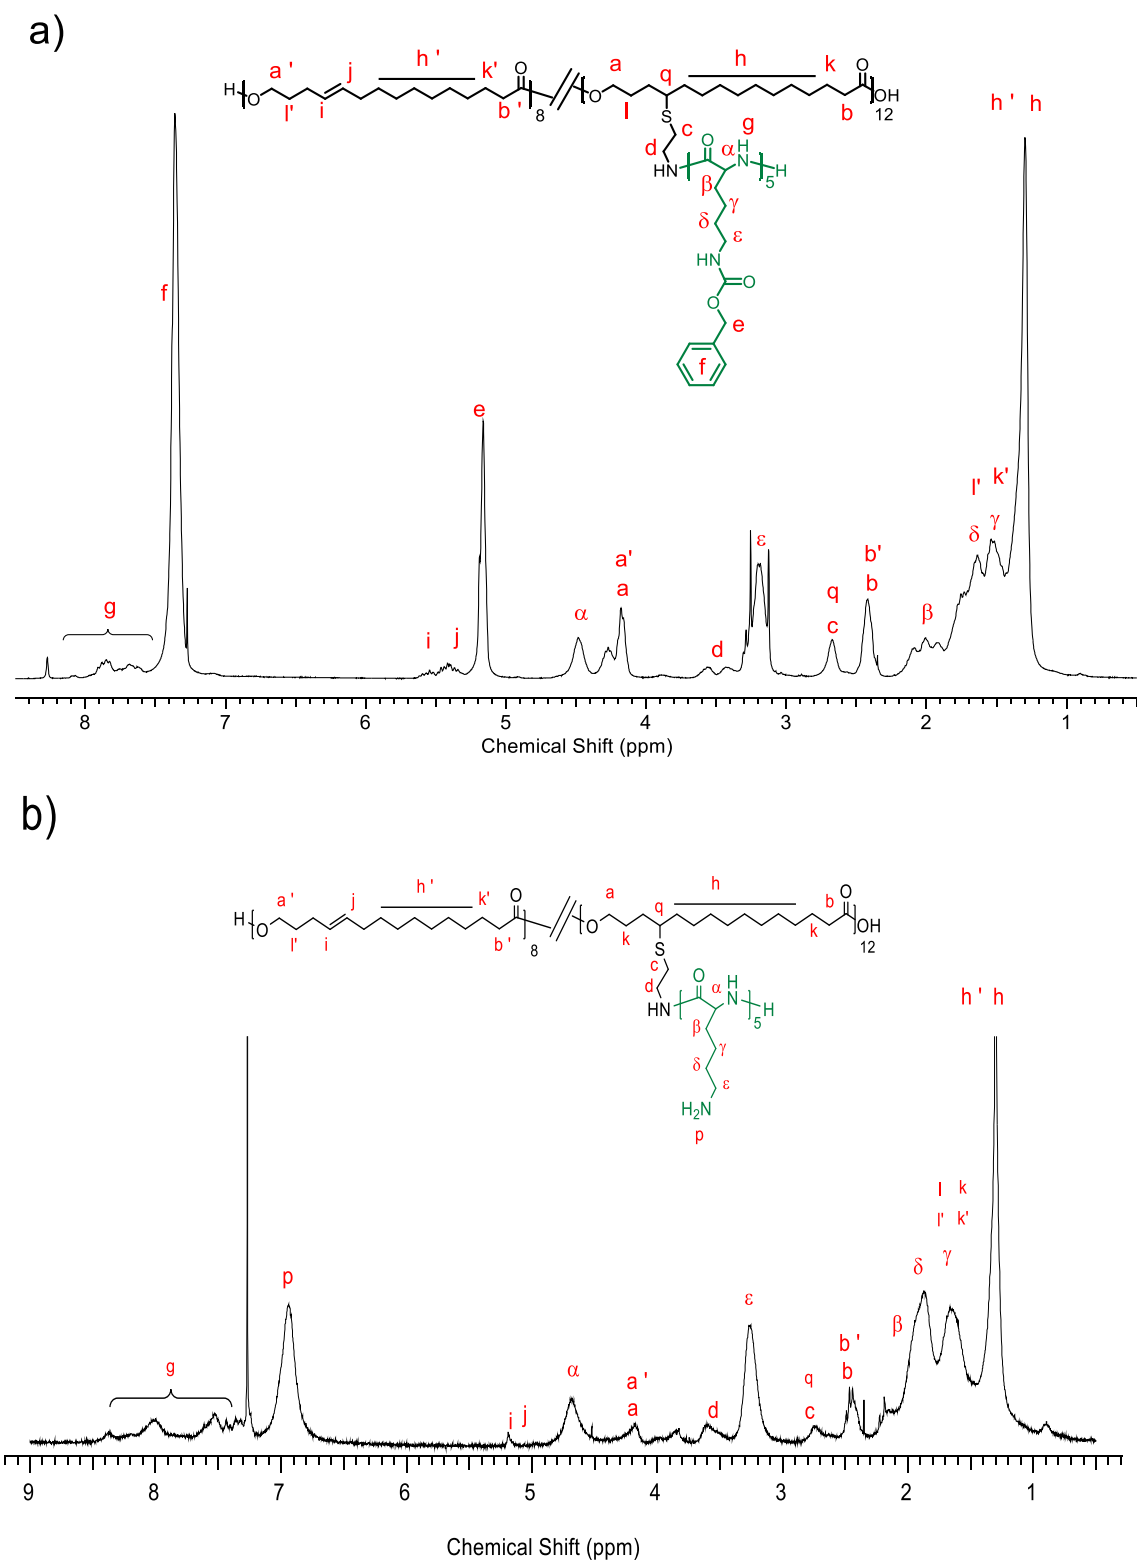 a)
a ' j h ' k' O a q h k O
H O l' i b ' 8 O l S b OH 12
h ' h
c g
d O α H
HN N 5 H
β
γ
δ
ε
HN
O
O
e
f
f
e
l' k'
δ γ
ε
a' b'
a q b
α c β
g i j d
8 7 6 5 4 3 2 1
Chemical Shift (ppm)
b)
a ' j h ' k' O a q h b O
H O l' i b ' 8 O k S k OH 12
c
d O α H
HN N 5 H
β
γ
δ
ε
H2N
p
h ' h
l k
l' k'
δ γ
p ε
β
b '
g α a ' q b
i j a d c
9 8 7 6 5 4 3 2 1
Chemical Shift (ppm)